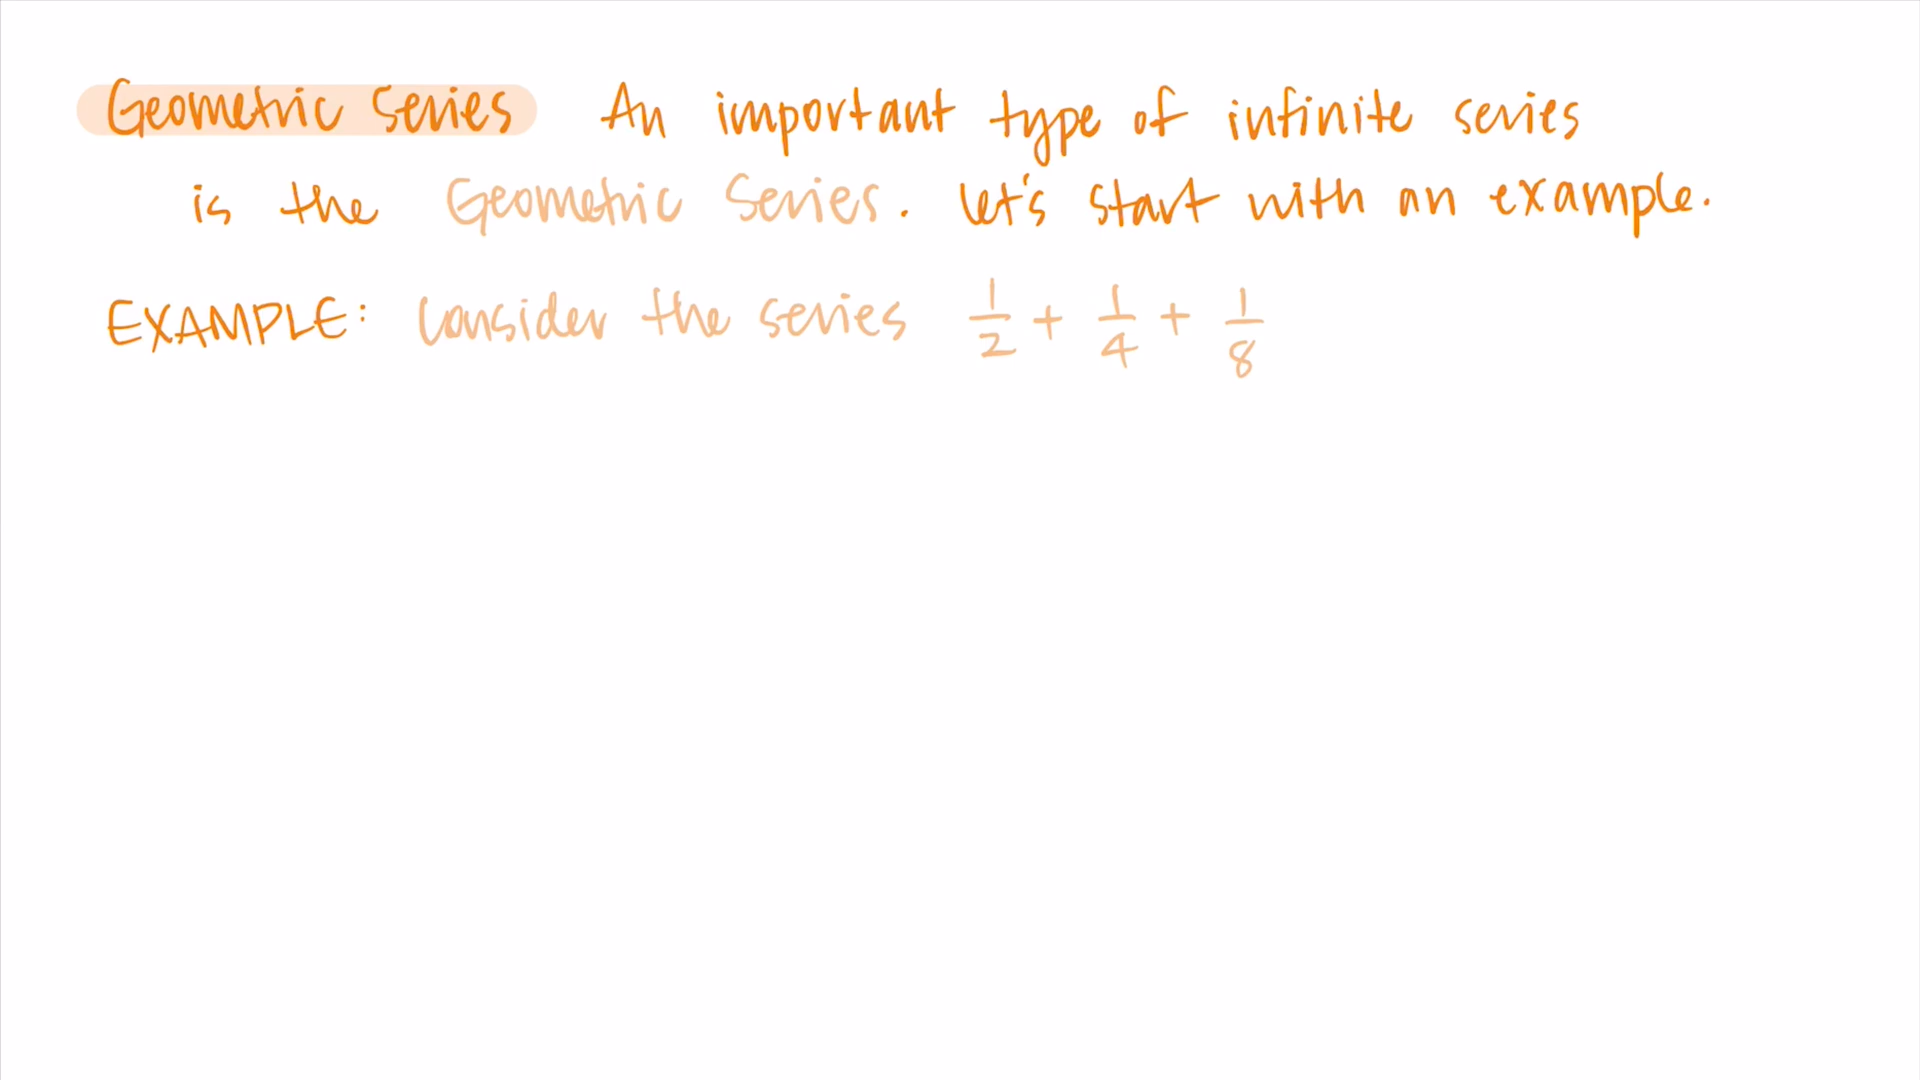 Geometric Series An important type of infinite series
is the Geometric Series. Let's start with an example.
EXAMPLE: Consider the series 1/2 + 1/4 + 1/8